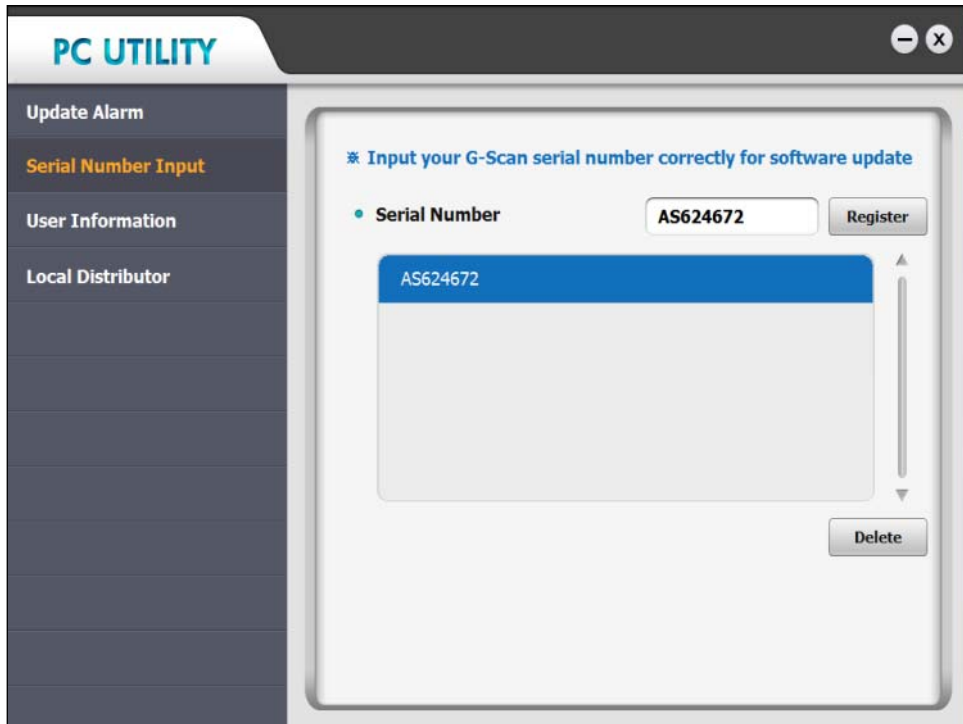 PC UTILITY
Update Alarm
Serial Number Input
User Information
Local Distributor
※ Input your G-Scan serial number correctly for software update
• Serial Number
AS624672
Register
AS624672
Delete